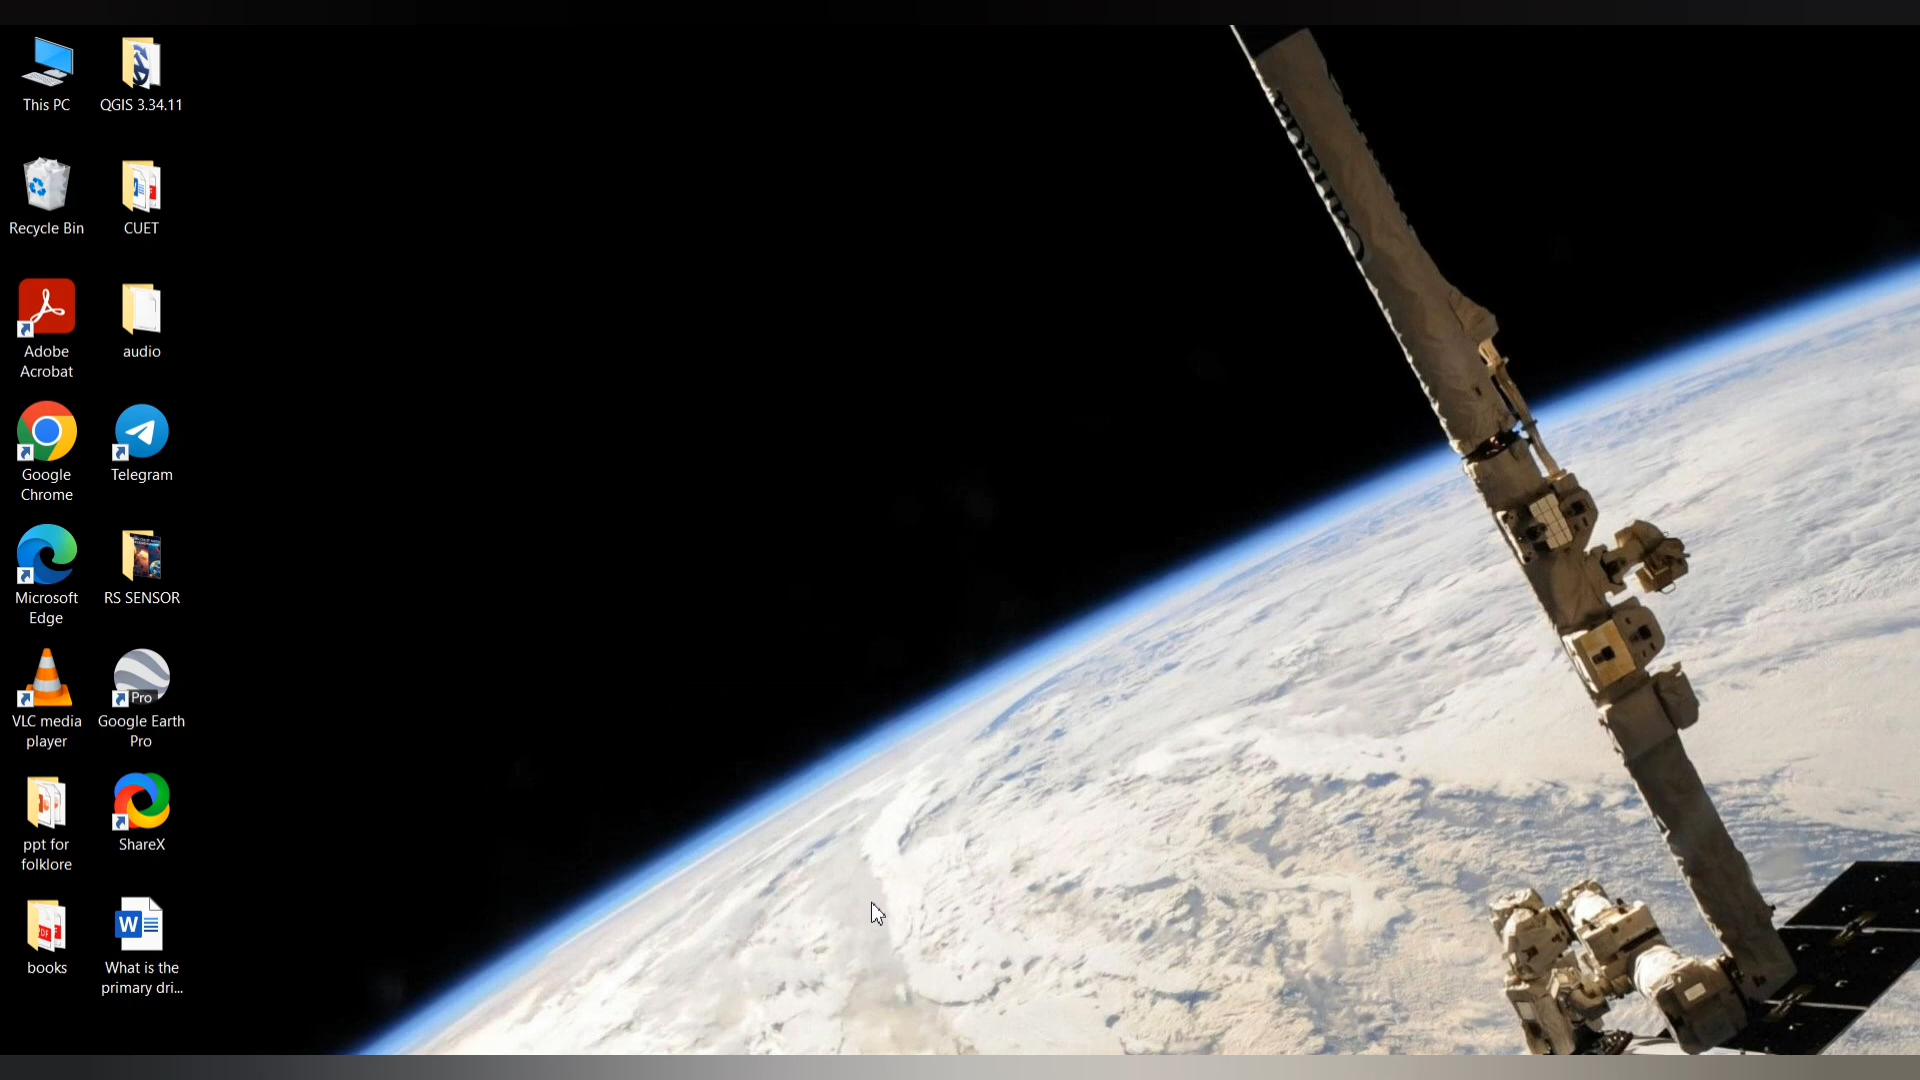 This PC
QGIS 3.34.11
Recycle Bin
CUET
Adobe
Acrobat
audio
Google
Chrome
Telegram
Microsoft
Edge
RS SENSOR
VLC media
player
Pro
Google Earth
Pro
ppt for
folklore
ShareX
books
W
What is the
primary dri...